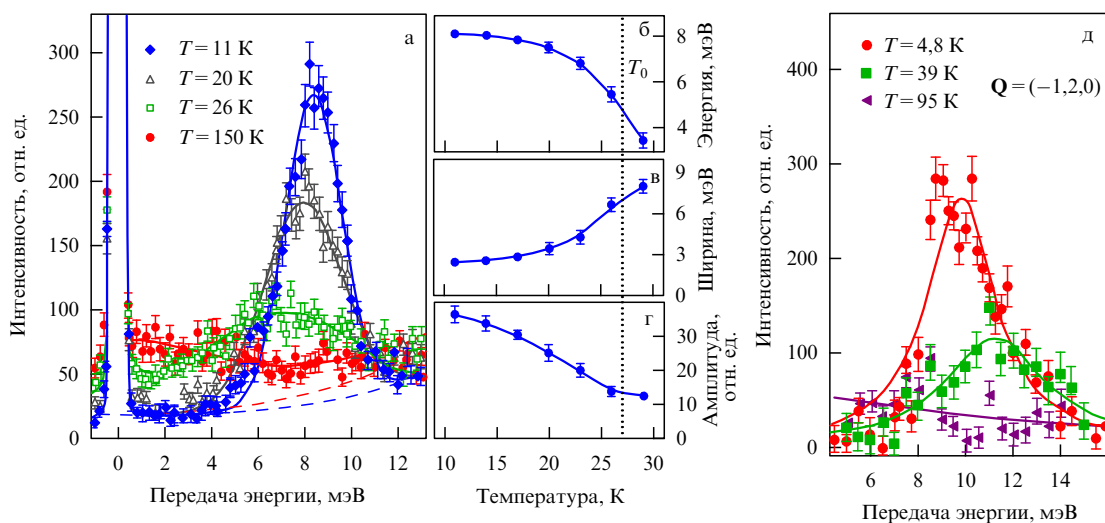 а
T = 11 К
T = 20 К
T = 26 К
T = 150 К
Интенсивность, отн. ед.
300
250
200
150
100
50
0
0 2 4 6 8 10 12
Передача энергии, мэВ
б
T₀
8
6
4
Энергия, мэВ
в
9
6
3
0
Ширина, мэВ
г
30
20
10
0
Амплитуда,
отн. ед.
10 15 20 25 30
Температура, К
д
T = 4,8 К
T = 39 К
T = 95 К
Q = (−1,2,0)
Интенсивность, отн. ед.
400
300
200
100
0
6 8 10 12 14
Передача энергии, мэВ